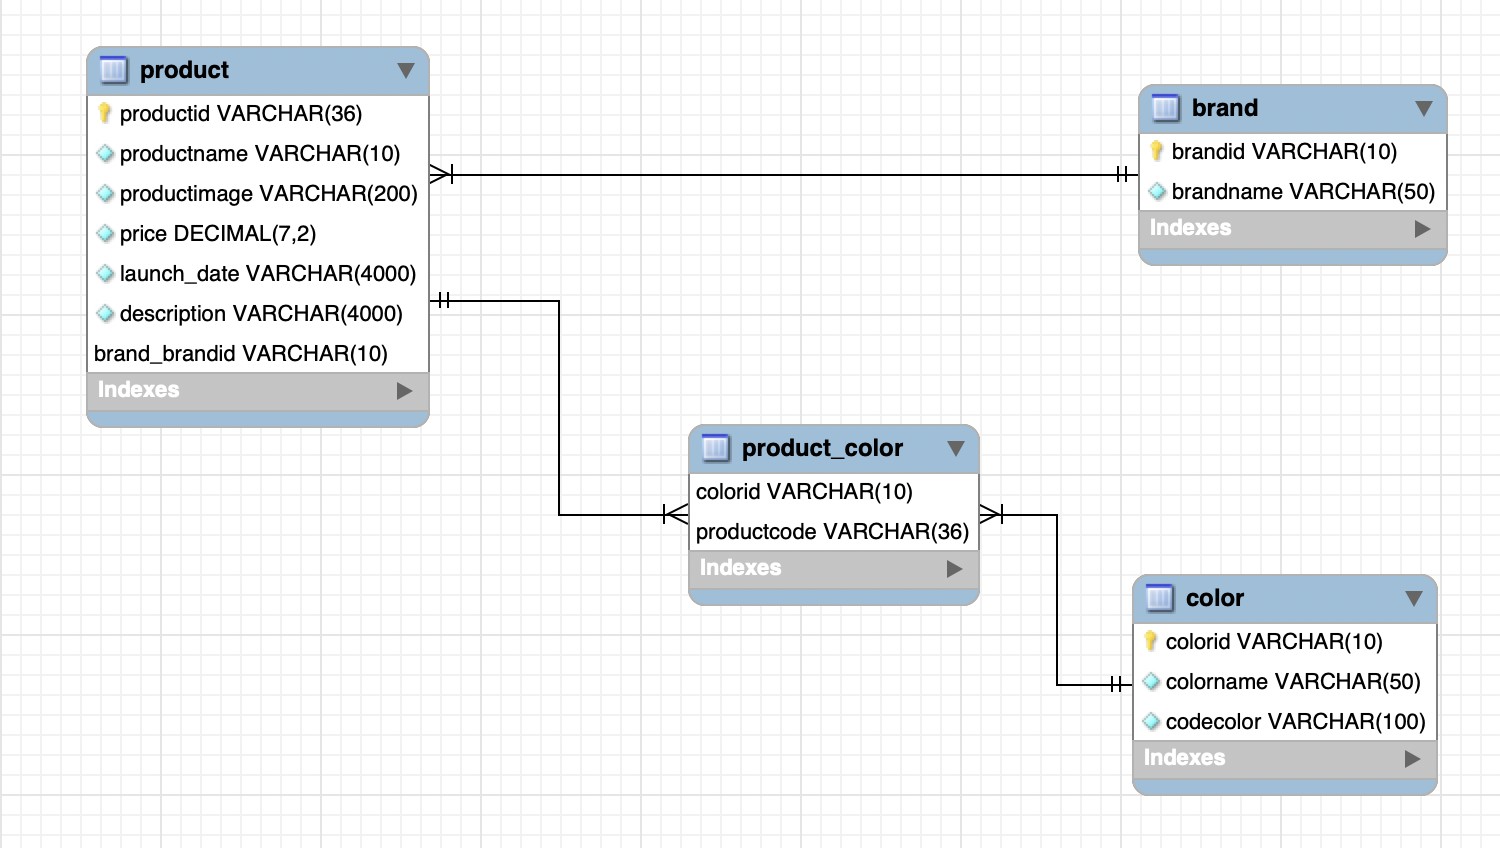 product
productid VARCHAR(36)
productname VARCHAR(10)
productimage VARCHAR(200)
price DECIMAL(7,2)
launch_date VARCHAR(4000)
description VARCHAR(4000)
brand_brandid VARCHAR(10)
Indexes
brand
brandid VARCHAR(10)
brandname VARCHAR(50)
Indexes
product_color
colorid VARCHAR(10)
productcode VARCHAR(36)
Indexes
color
colorid VARCHAR(10)
colorname VARCHAR(50)
codecolor VARCHAR(100)
Indexes